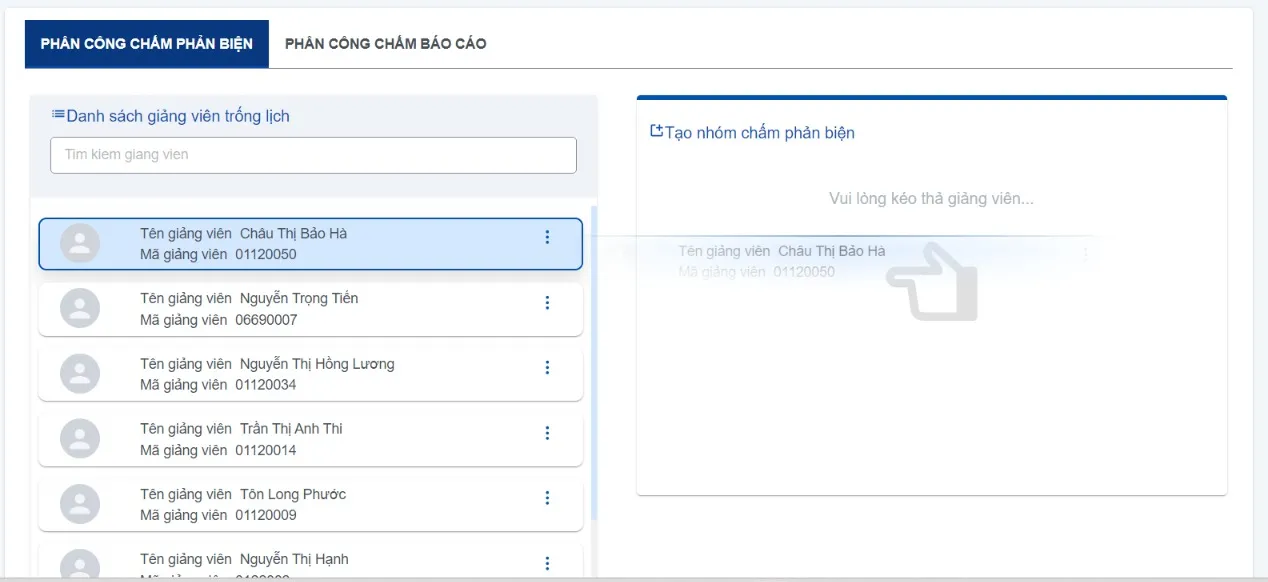 PHÂN CÔNG CHẤM PHẢN BIỆN
PHÂN CÔNG CHẤM BÁO CÁO
Danh sách giảng viên trống lịch
Tim kiem giang vien
Tên giảng viên Châu Thị Bảo Hà
Mã giảng viên 01120050
Tên giảng viên Nguyễn Trọng Tiến
Mã giảng viên 06690007
Tên giảng viên Nguyễn Thị Hồng Lương
Mã giảng viên 01120034
Tên giảng viên Trần Thị Anh Thi
Mã giảng viên 01120014
Tên giảng viên Tôn Long Phước
Mã giảng viên 01120009
Tên giảng viên Nguyễn Thị Hạnh
Tạo nhóm chấm phản biện
Vui lòng kéo thả giảng viên...
Tên giảng viên Châu Thị Bảo Hà
Mã giảng viên 01120050